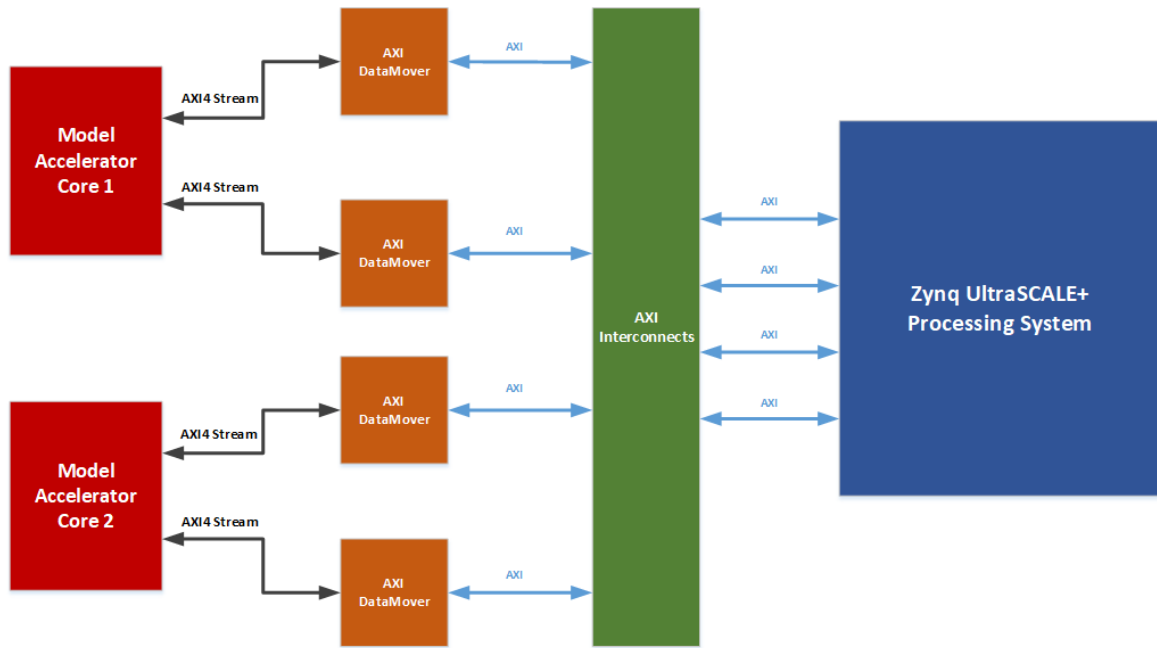 AXI
DataMover
AXI
AXI4 Stream
Model
Accelerator
Core 1
AXI4 Stream
AXI
DataMover
AXI
AXI
Interconnects
AXI
AXI
AXI
AXI
Zynq UltraSCALE+
Processing System
AXI
DataMover
AXI
AXI4 Stream
Model
Accelerator
Core 2
AXI4 Stream
AXI
DataMover
AXI